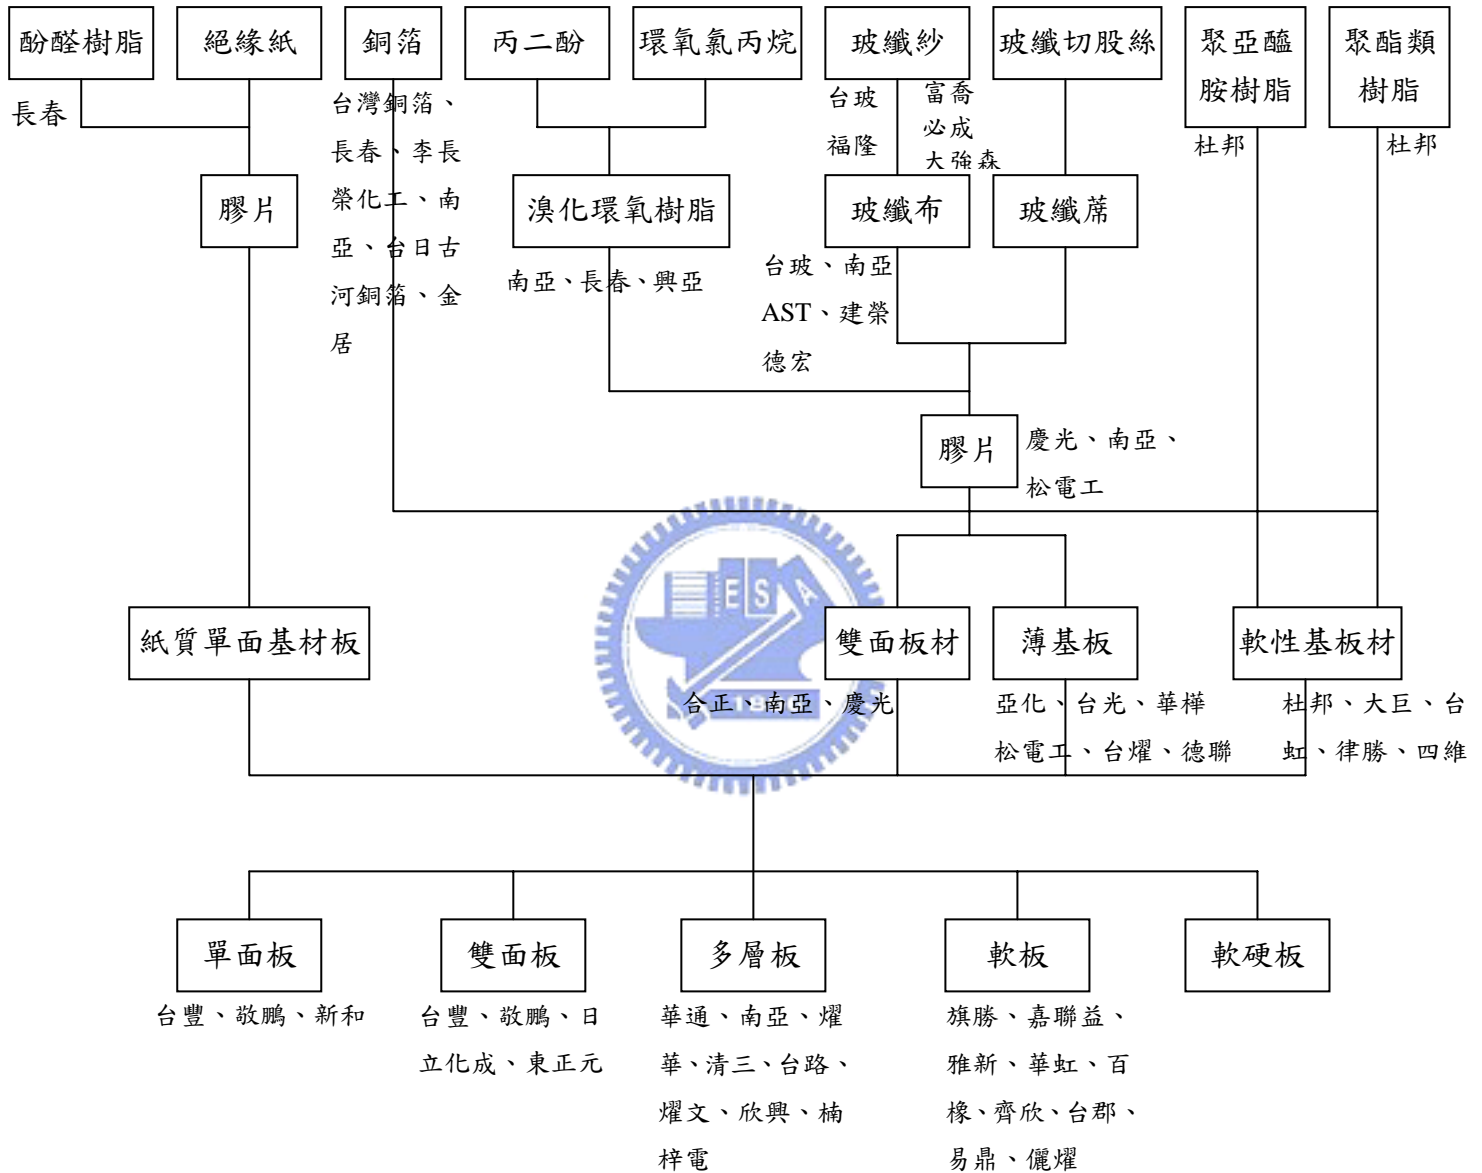 酚醛樹脂
絕緣紙
銅箔
丙二酚
環氧氯丙烷
玻纖紗
玻纖切股絲
聚亞醯
胺樹脂
聚酯類
樹脂
長春
台灣銅箔、
長春、李長
榮化工、南
亞、台日古
河銅箔、金
居
台玻
福隆
富喬
必成
大強森
杜邦
杜邦
膠片
溴化環氧樹脂
玻纖布
玻纖蓆
南亞、長春、興亞
台玻、南亞
AST、建榮
德宏
膠片
慶光、南亞、
松電工
E S A
18 6
紙質單面基材板
雙面板材
薄基板
軟性基板材
合正、南亞、慶光
亞化、台光、華樺
松電工、台燿、德聯
杜邦、大巨、台
虹、律勝、四維
單面板
雙面板
多層板
軟板
軟硬板
台豐、敬鵬、新和
台豐、敬鵬、日
立化成、東正元
華通、南亞、燿
華、清三、台路、
燿文、欣興、楠
梓電
旗勝、嘉聯益、
雅新、華虹、百
橡、齊欣、台郡、
易鼎、儷燿